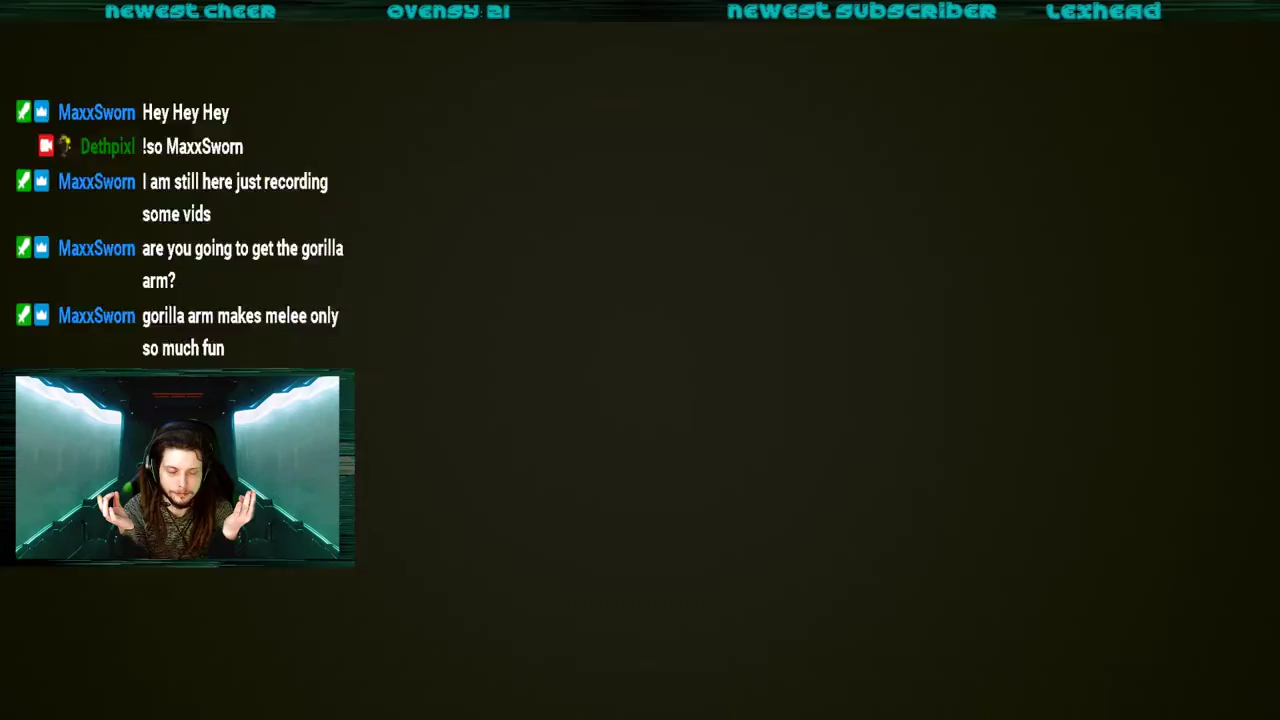 newest cheer ovensy: 21 newest subscriber Lexhead
MaxxSworn Hey Hey Hey
Dethpixl !so MaxxSworn
MaxxSworn I am still here just recording
some vids
MaxxSworn are you going to get the gorilla
arm?
MaxxSworn gorilla arm makes melee only
so much fun